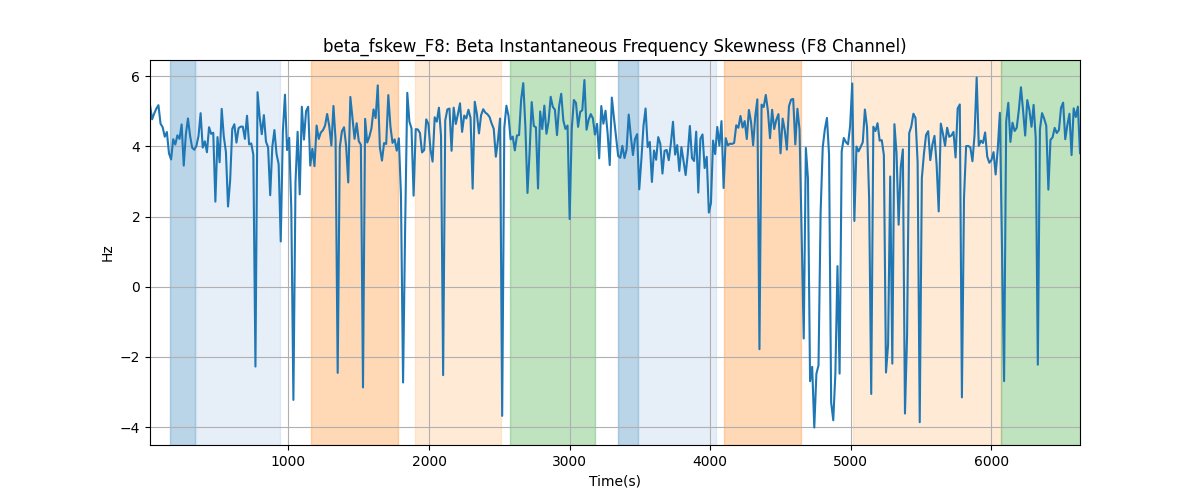 beta_fskew_F8: Beta Instantaneous Frequency Skewness (F8 Channel)
6
4
2
0
−2
−4
Hz
1000 2000 3000 4000 5000 6000
Time(s)